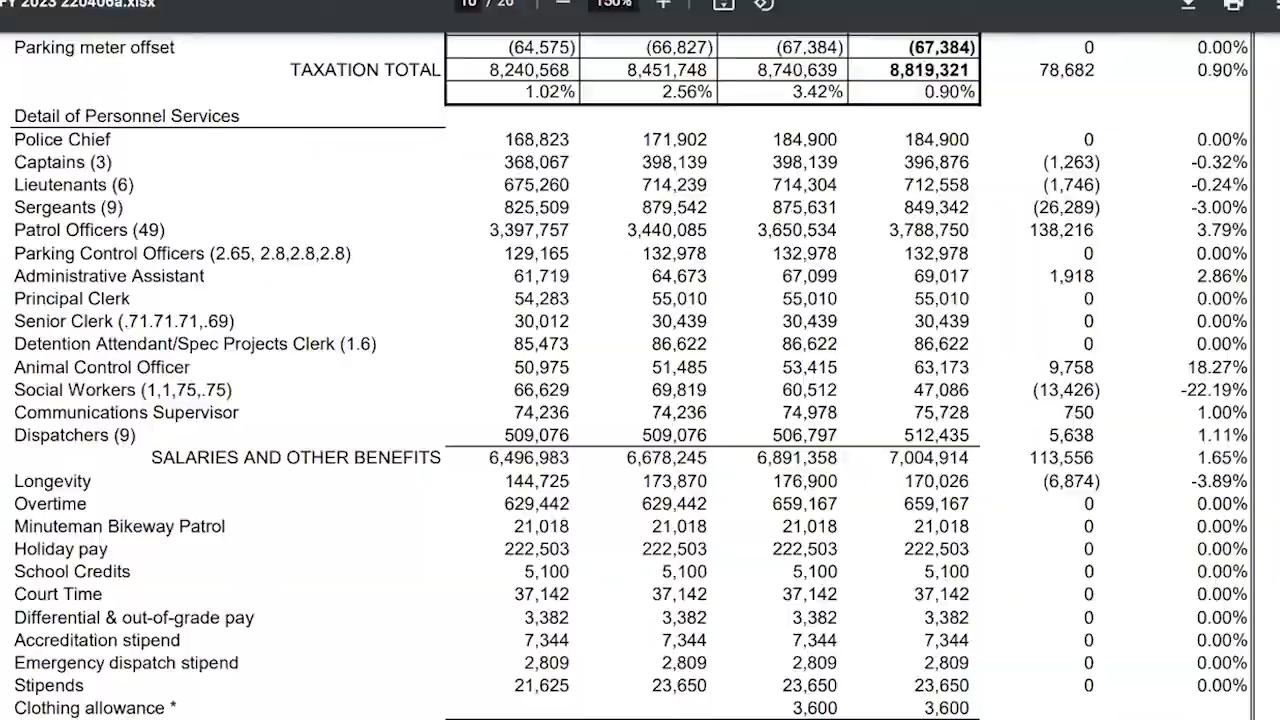 FY 2023 220406a.xlsx 10 / 20 150%
Parking meter offset (64,575) (66,827) (67,384) (67,384) 0 0.00%
TAXATION TOTAL 8,240,568 8,451,748 8,740,639 8,819,321 78,682 0.90%
1.02% 2.56% 3.42% 0.90%
Detail of Personnel Services
Police Chief 168,823 171,902 184,900 184,900 0 0.00%
Captains (3) 368,067 398,139 398,139 396,876 (1,263) -0.32%
Lieutenants (6) 675,260 714,239 714,304 712,558 (1,746) -0.24%
Sergeants (9) 825,509 879,542 875,631 849,342 (26,289) -3.00%
Patrol Officers (49) 3,397,757 3,440,085 3,650,534 3,788,750 138,216 3.79%
Parking Control Officers (2.65, 2.8,2.8,2.8) 129,165 132,978 132,978 132,978 0 0.00%
Administrative Assistant 61,719 64,673 67,099 69,017 1,918 2.86%
Principal Clerk 54,283 55,010 55,010 55,010 0 0.00%
Senior Clerk (.71.71.71,.69) 30,012 30,439 30,439 30,439 0 0.00%
Detention Attendant/Spec Projects Clerk (1.6) 85,473 86,622 86,622 86,622 0 0.00%
Animal Control Officer 50,975 51,485 53,415 63,173 9,758 18.27%
Social Workers (1,1,75,.75) 66,629 69,819 60,512 47,086 (13,426) -22.19%
Communications Supervisor 74,236 74,236 74,978 75,728 750 1.00%
Dispatchers (9) 509,076 509,076 506,797 512,435 5,638 1.11%
SALARIES AND OTHER BENEFITS 6,496,983 6,678,245 6,891,358 7,004,914 113,556 1.65%
Longevity 144,725 173,870 176,900 170,026 (6,874) -3.89%
Overtime 629,442 629,442 659,167 659,167 0 0.00%
Minuteman Bikeway Patrol 21,018 21,018 21,018 21,018 0 0.00%
Holiday pay 222,503 222,503 222,503 222,503 0 0.00%
School Credits 5,100 5,100 5,100 5,100 0 0.00%
Court Time 37,142 37,142 37,142 37,142 0 0.00%
Differential & out-of-grade pay 3,382 3,382 3,382 3,382 0 0.00%
Accreditation stipend 7,344 7,344 7,344 7,344 0 0.00%
Emergency dispatch stipend 2,809 2,809 2,809 2,809 0 0.00%
Stipends 21,625 23,650 23,650 23,650 0 0.00%
Clothing allowance * 3,600 3,600